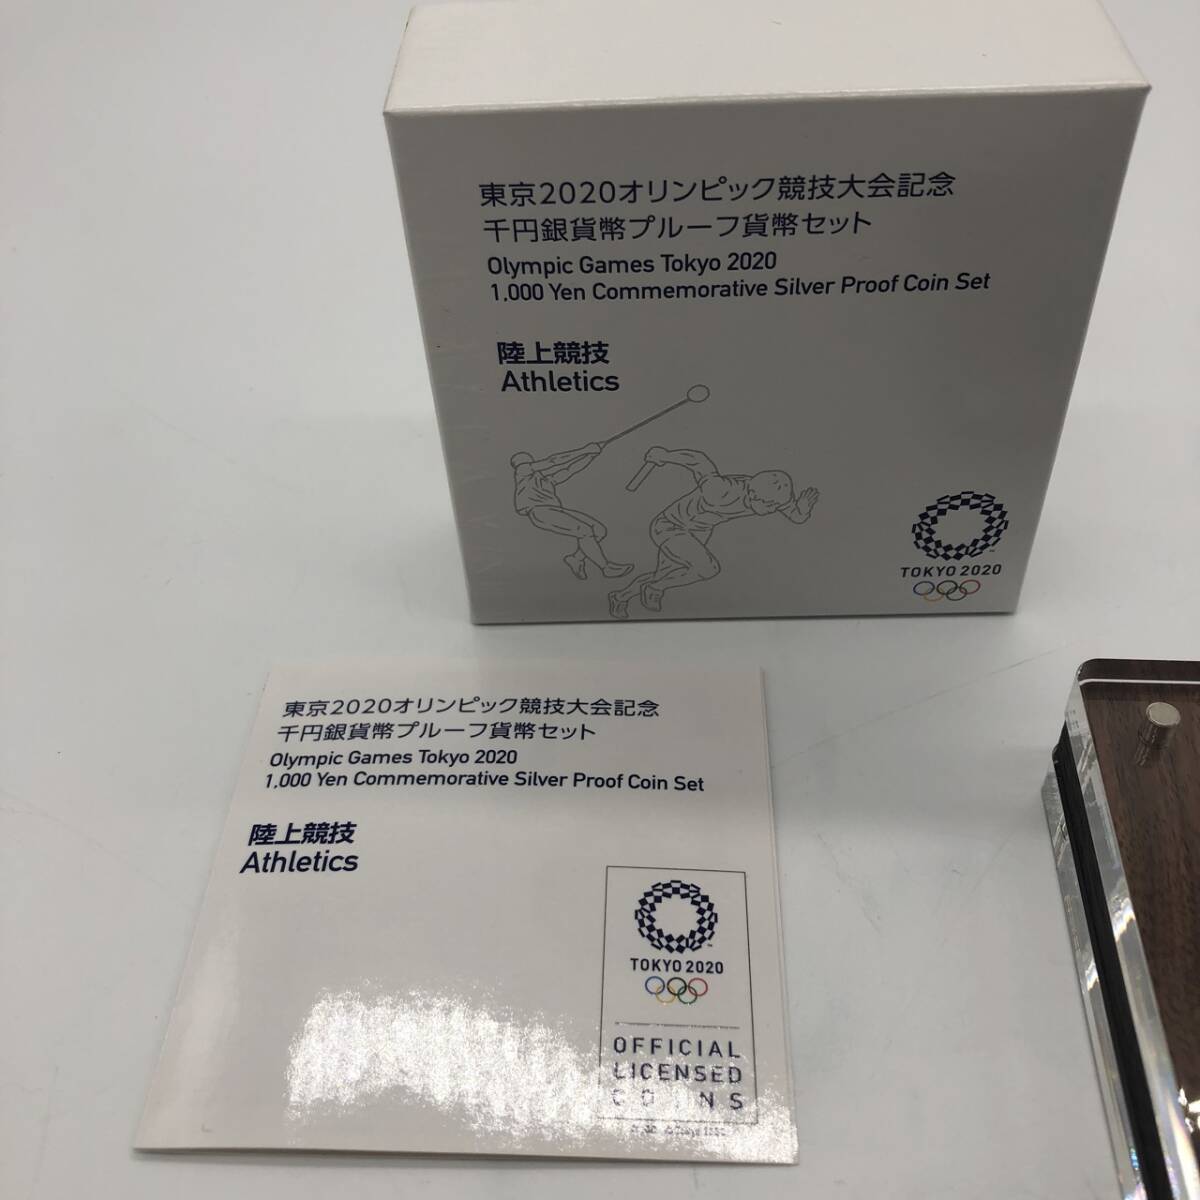 東京2020オリンピック競技大会記念
千円銀貨幣プルーフ貨幣セット
Olympic Games Tokyo 2020
1,000 Yen Commemorative Silver Proof Coin Set
陸上競技
Athletics
TOKYO 2020
東京2020オリンピック競技大会記念
千円銀貨幣プルーフ貨幣セット
Olympic Games Tokyo 2020
1,000 Yen Commemorative Silver Proof Coin Set
陸上競技
Athletics
TOKYO 2020
OFFICIAL
LICENSED
COINS